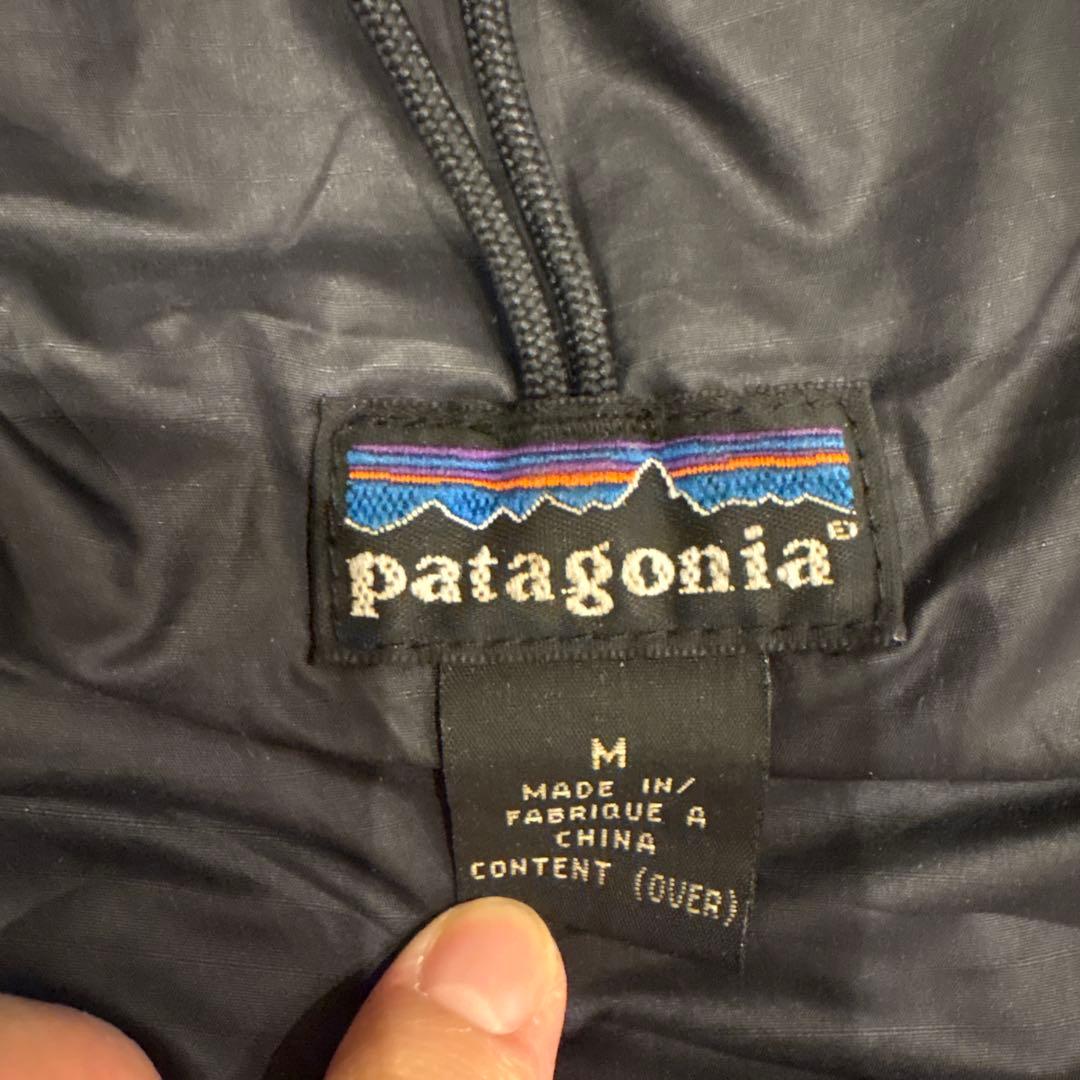 patagonia®
M
MADE IN/
FABRIQUE A
CHINA
CONTENT (OVER)